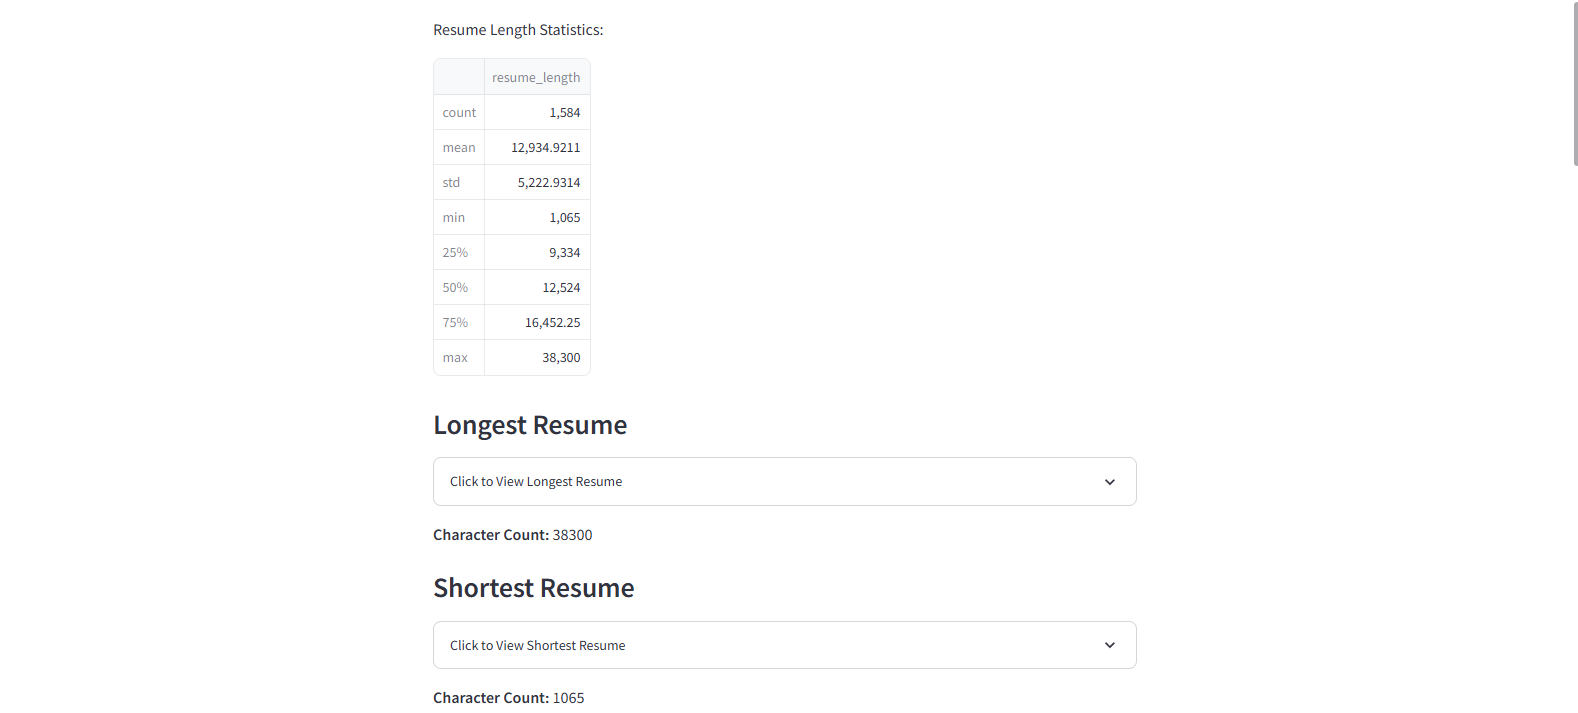 Resume Length Statistics:
resume_length
count 1,584
mean 12,934.9211
std 5,222.9314
min 1,065
25% 9,334
50% 12,524
75% 16,452.25
max 38,300
Longest Resume
Click to View Longest Resume
Character Count: 38300
Shortest Resume
Click to View Shortest Resume
Character Count: 1065